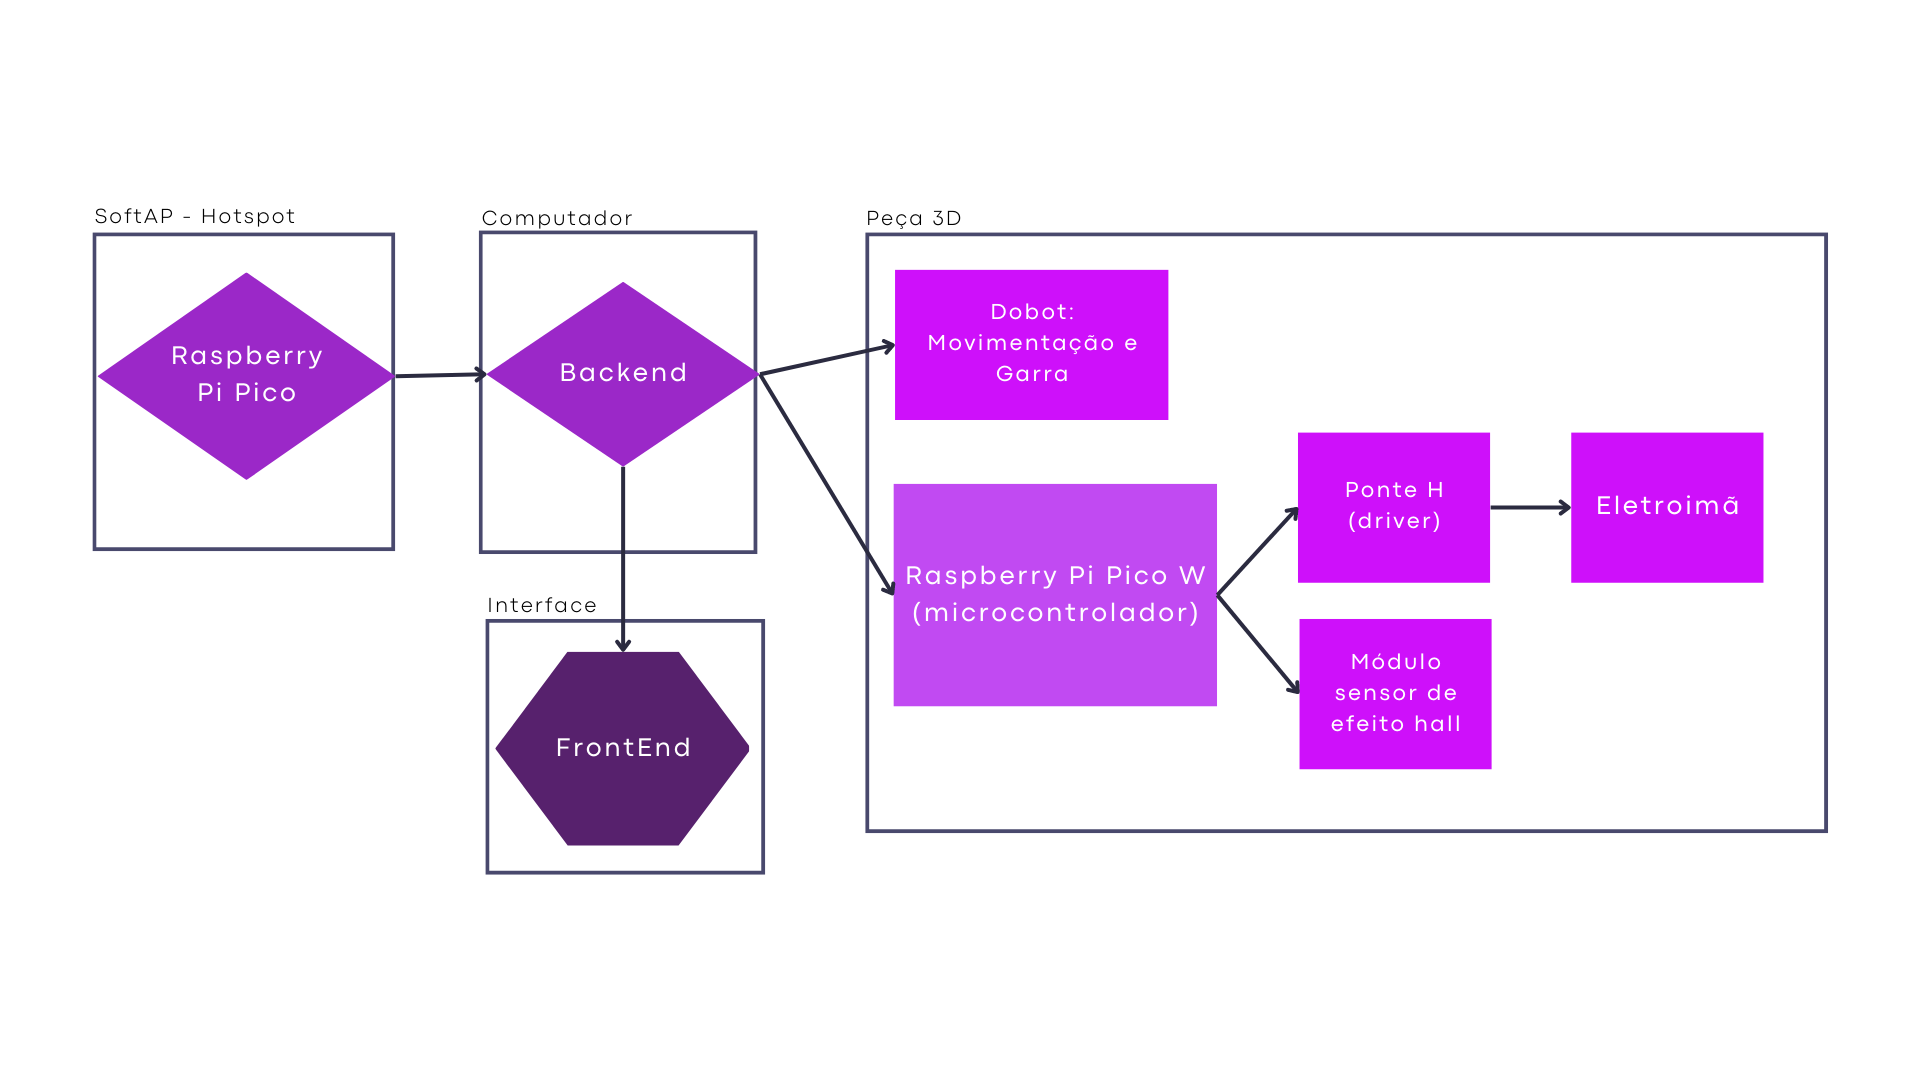 SoftAP - Hotspot
Raspberry
Pi Pico
Computador
Backend
Interface
FrontEnd
Peça 3D
Dobot:
Movimentação e
Garra
Raspberry Pi Pico W
(microcontrolador)
Ponte H
(driver)
Eletroimã
Módulo
sensor de
efeito hall